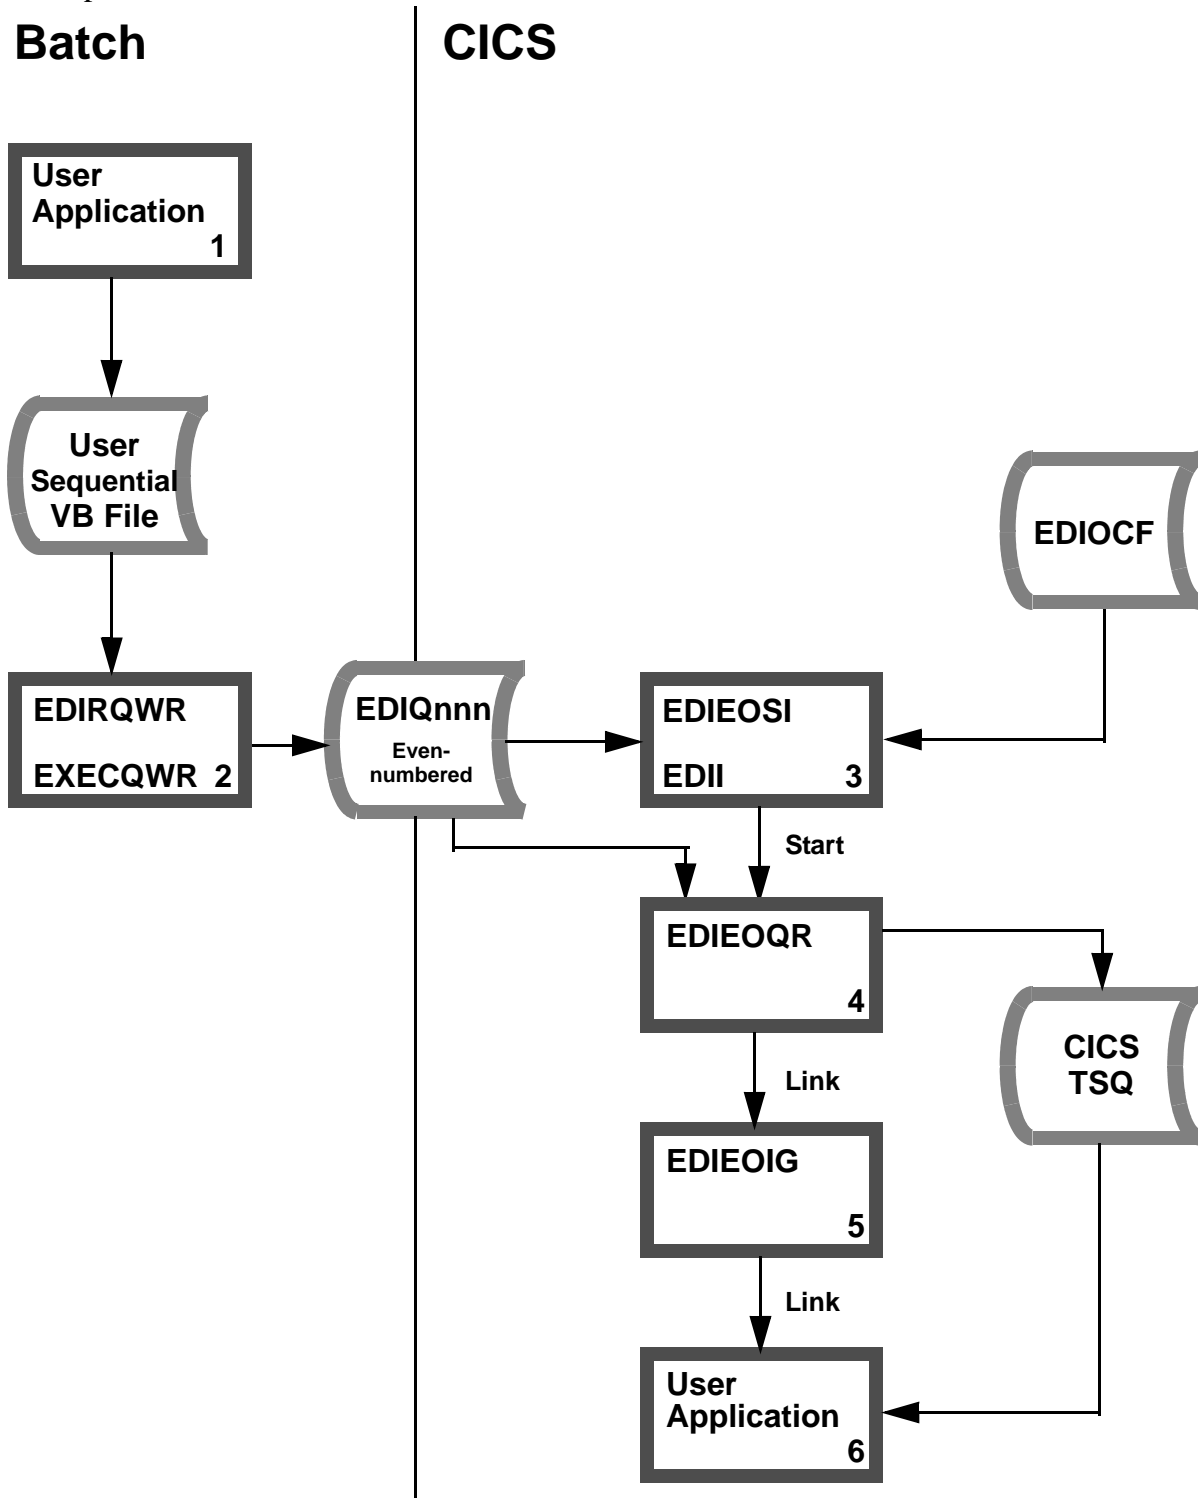 Batch
CICS
User
Application
1
User
Sequential
VB File
EDIOCF
EDIRQWR
EXECQWR 2
EDIQnnn
Even-
numbered
EDIEOSI
EDII 3
Start
EDIEOQR
4
CICS
TSQ
Link
EDIEOIG
5
Link
User
Application
6